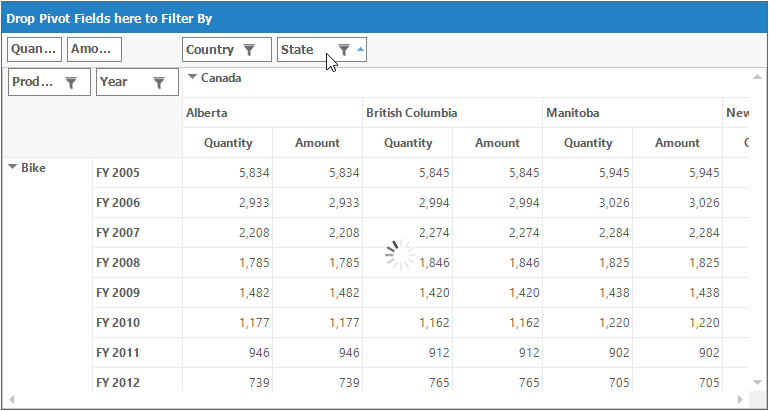 Drop Pivot Fields here to Filter By
Quan... Amo... Country State
Prod... Year Canada
Alberta British Columbia Manitoba New
Quantity Amount Quantity Amount Quantity Amount
Bike FY 2005 5,834 5,834 5,845 5,845 5,945 5,945
FY 2006 2,933 2,933 2,994 2,994 3,026 3,026
FY 2007 2,208 2,208 2,274 2,274 2,284 2,284
FY 2008 1,785 1,785 1,846 1,846 1,825 1,825
FY 2009 1,482 1,482 1,420 1,420 1,438 1,438
FY 2010 1,177 1,177 1,162 1,162 1,220 1,220
FY 2011 946 946 912 912 902 902
FY 2012 739 739 765 765 705 705